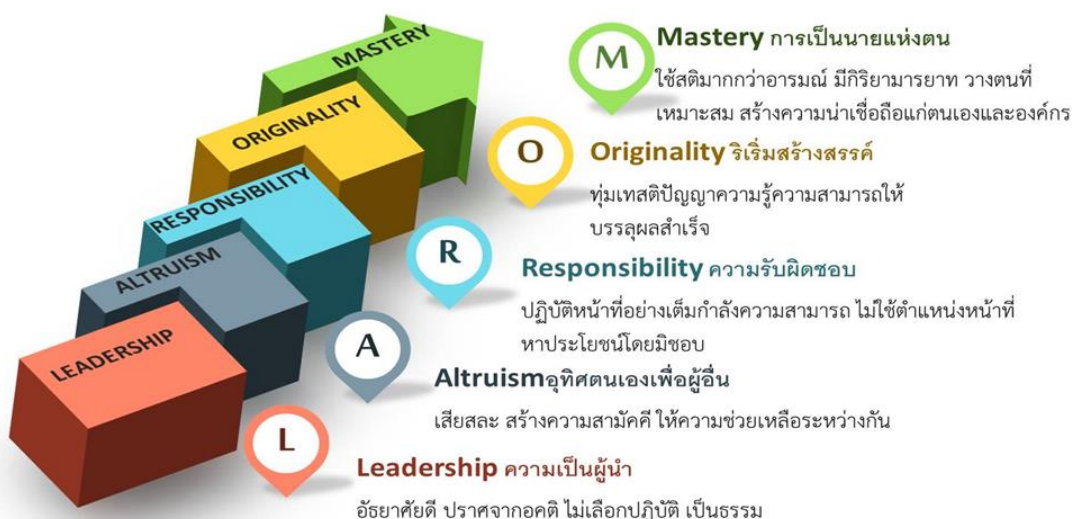 MASTERY
ORIGINALITY
RESPONSIBILITY
ALTRUISM
LEADERSHIP
M
Mastery การเป็นนายแห่งตน
ใช้สติมากกว่าอารมณ์ มีกิริยามารยาท วางตนที่
เหมาะสม สร้างความน่าเชื่อถือแก่ตนเองและองค์กร
O
Originality ริเริ่มสร้างสรรค์
ทุ่มเทสติปัญญาความรู้ความสามารถให้
บรรลุผลสำเร็จ
R
Responsibility ความรับผิดชอบ
ปฏิบัติหน้าที่อย่างเต็มกำลังความสามารถ ไม่ใช้ตำแหน่งหน้าที่
หาประโยชน์โดยมิชอบ
A
Altruismอุทิศตนเองเพื่อผู้อื่น
เสียสละ สร้างความสามัคคี ให้ความช่วยเหลือระหว่างกัน
L
Leadership ความเป็นผู้นำ
อัธยาศัยดี ปราศจากอคติ ไม่เลือกปฏิบัติ เป็นธรรม